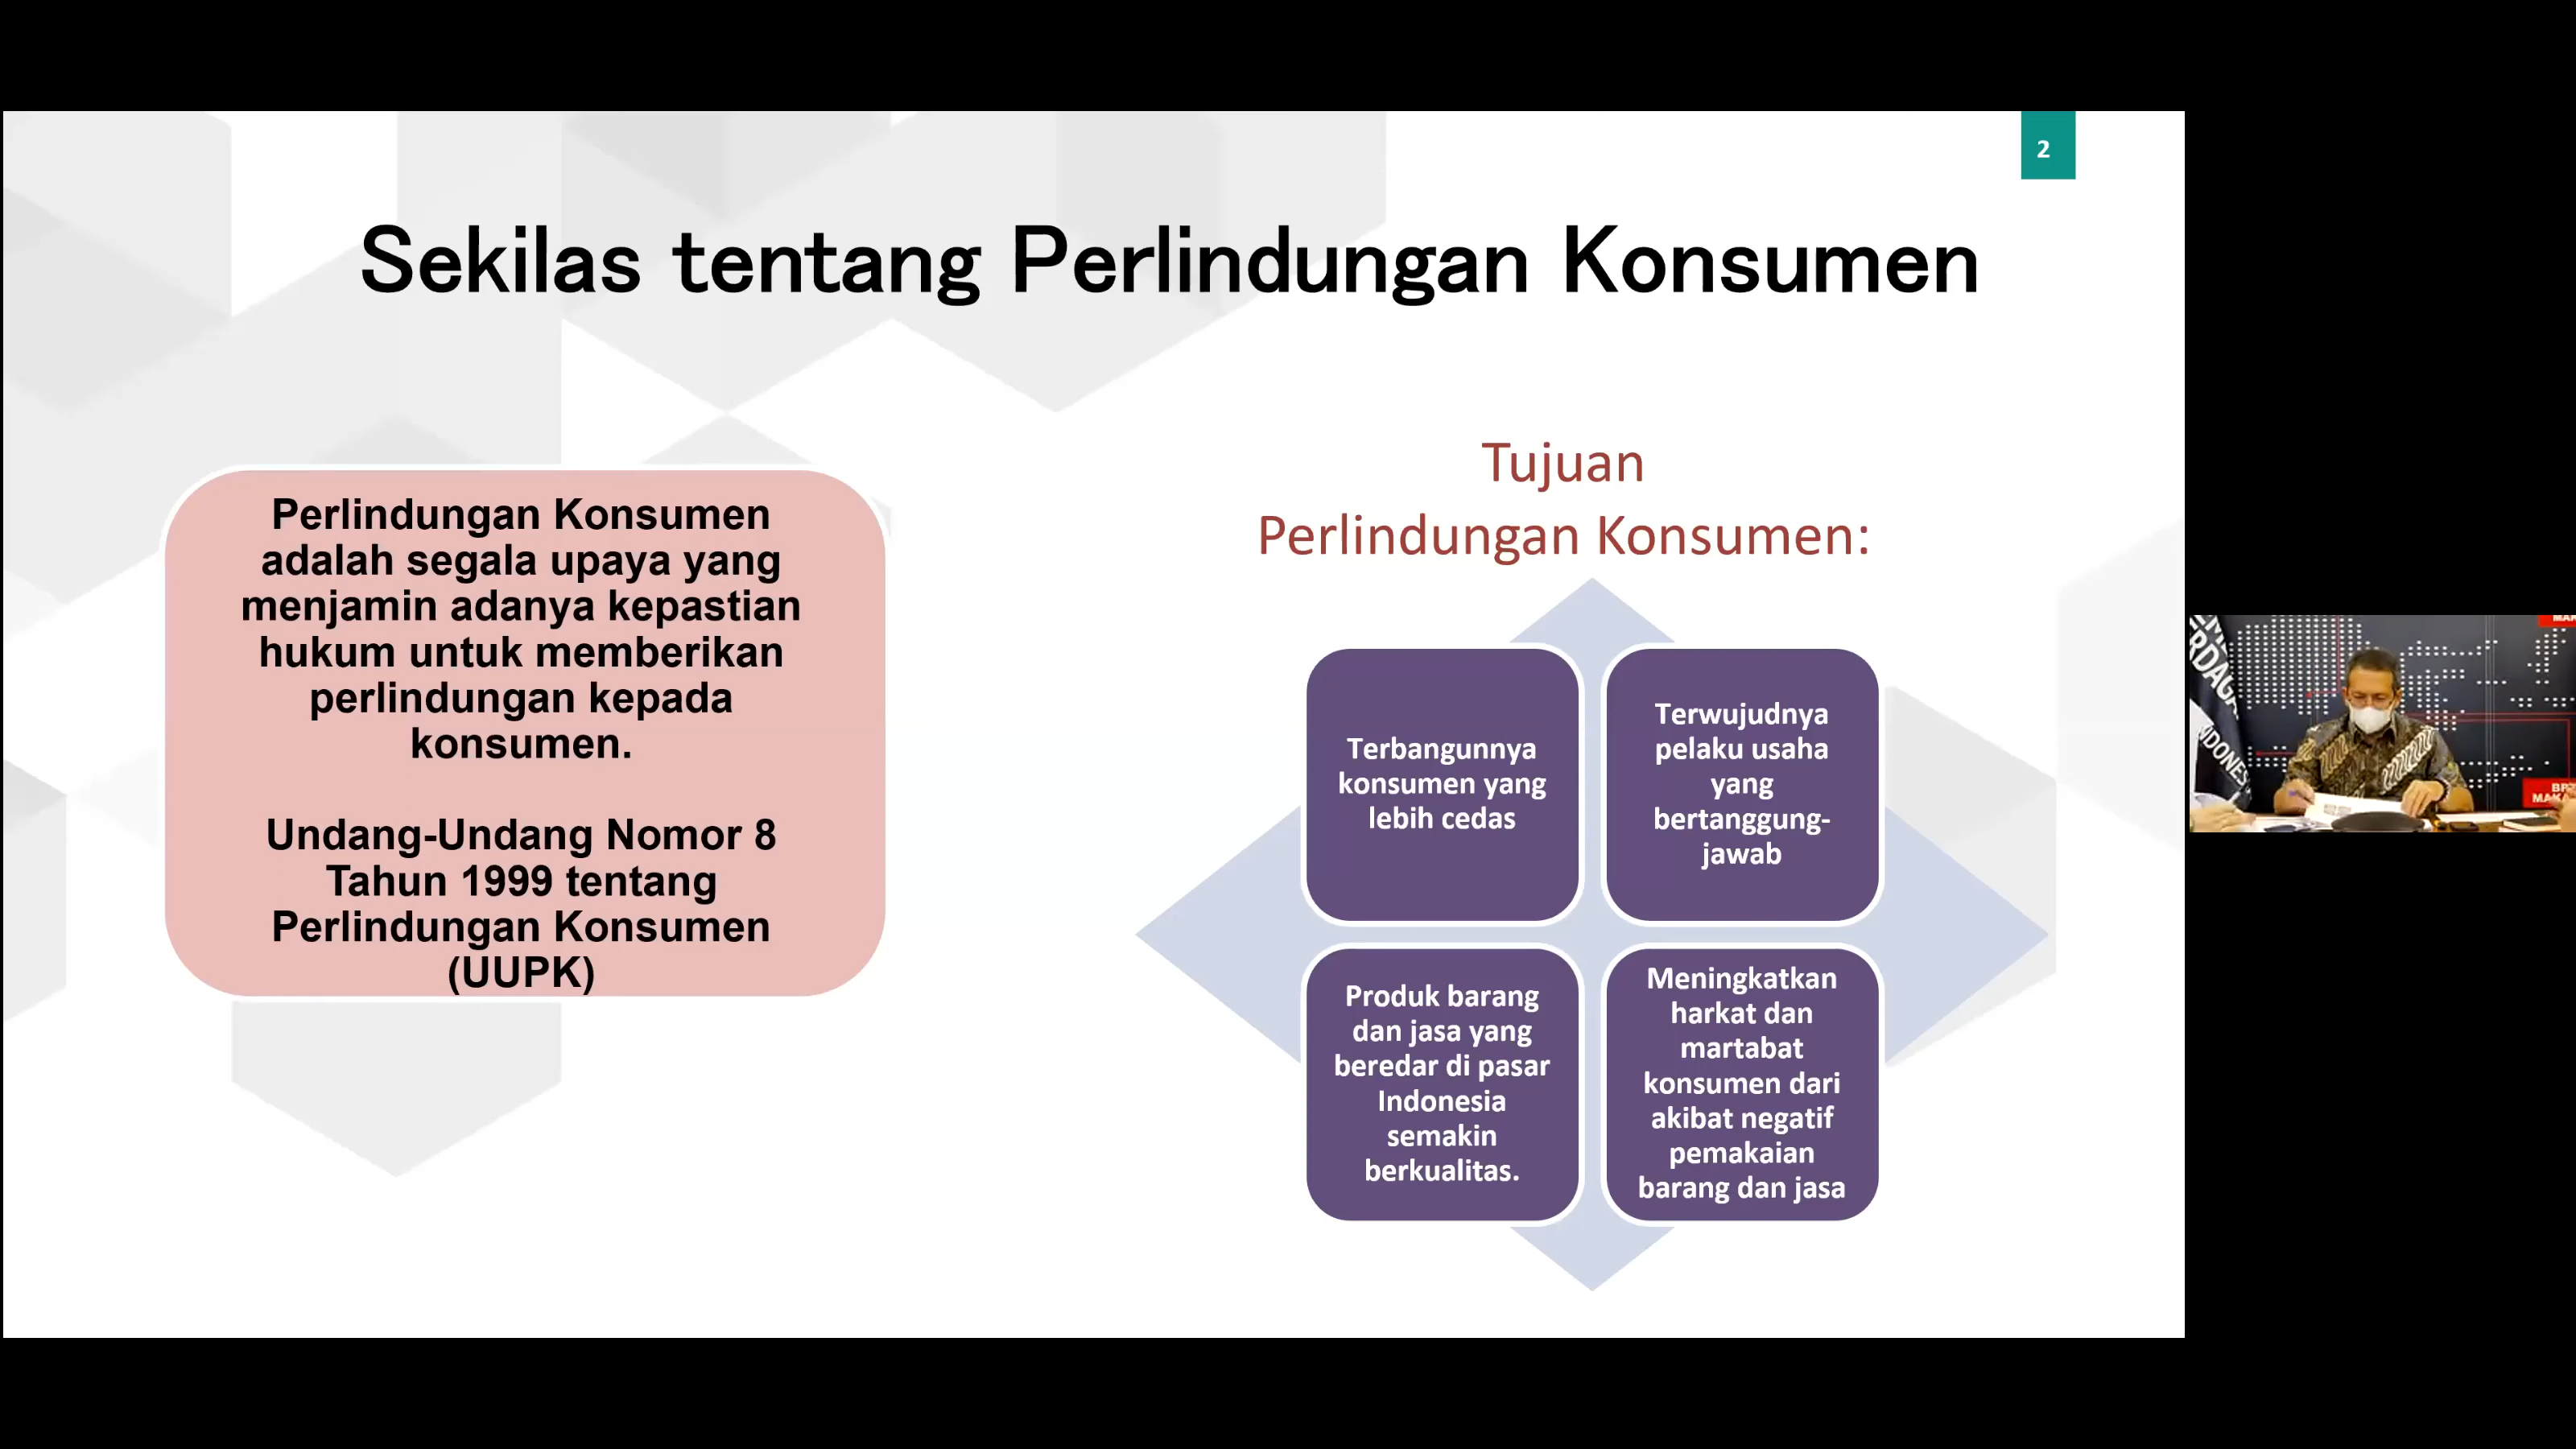 2
Sekilas tentang Perlindungan Konsumen
Perlindungan Konsumen
adalah segala upaya yang
menjamin adanya kepastian
hukum untuk memberikan
perlindungan kepada
konsumen.
Undang-Undang Nomor 8
Tahun 1999 tentang
Perlindungan Konsumen
(UUPK)
Tujuan
Perlindungan Konsumen:
Terbangunnya
konsumen yang
lebih cedas
Terwujudnya
pelaku usaha
yang
bertanggung-
jawab
Produk barang
dan jasa yang
beredar di pasar
Indonesia
semakin
berkualitas.
Meningkatkan
harkat dan
martabat
konsumen dari
akibat negatif
pemakaian
barang dan jasa